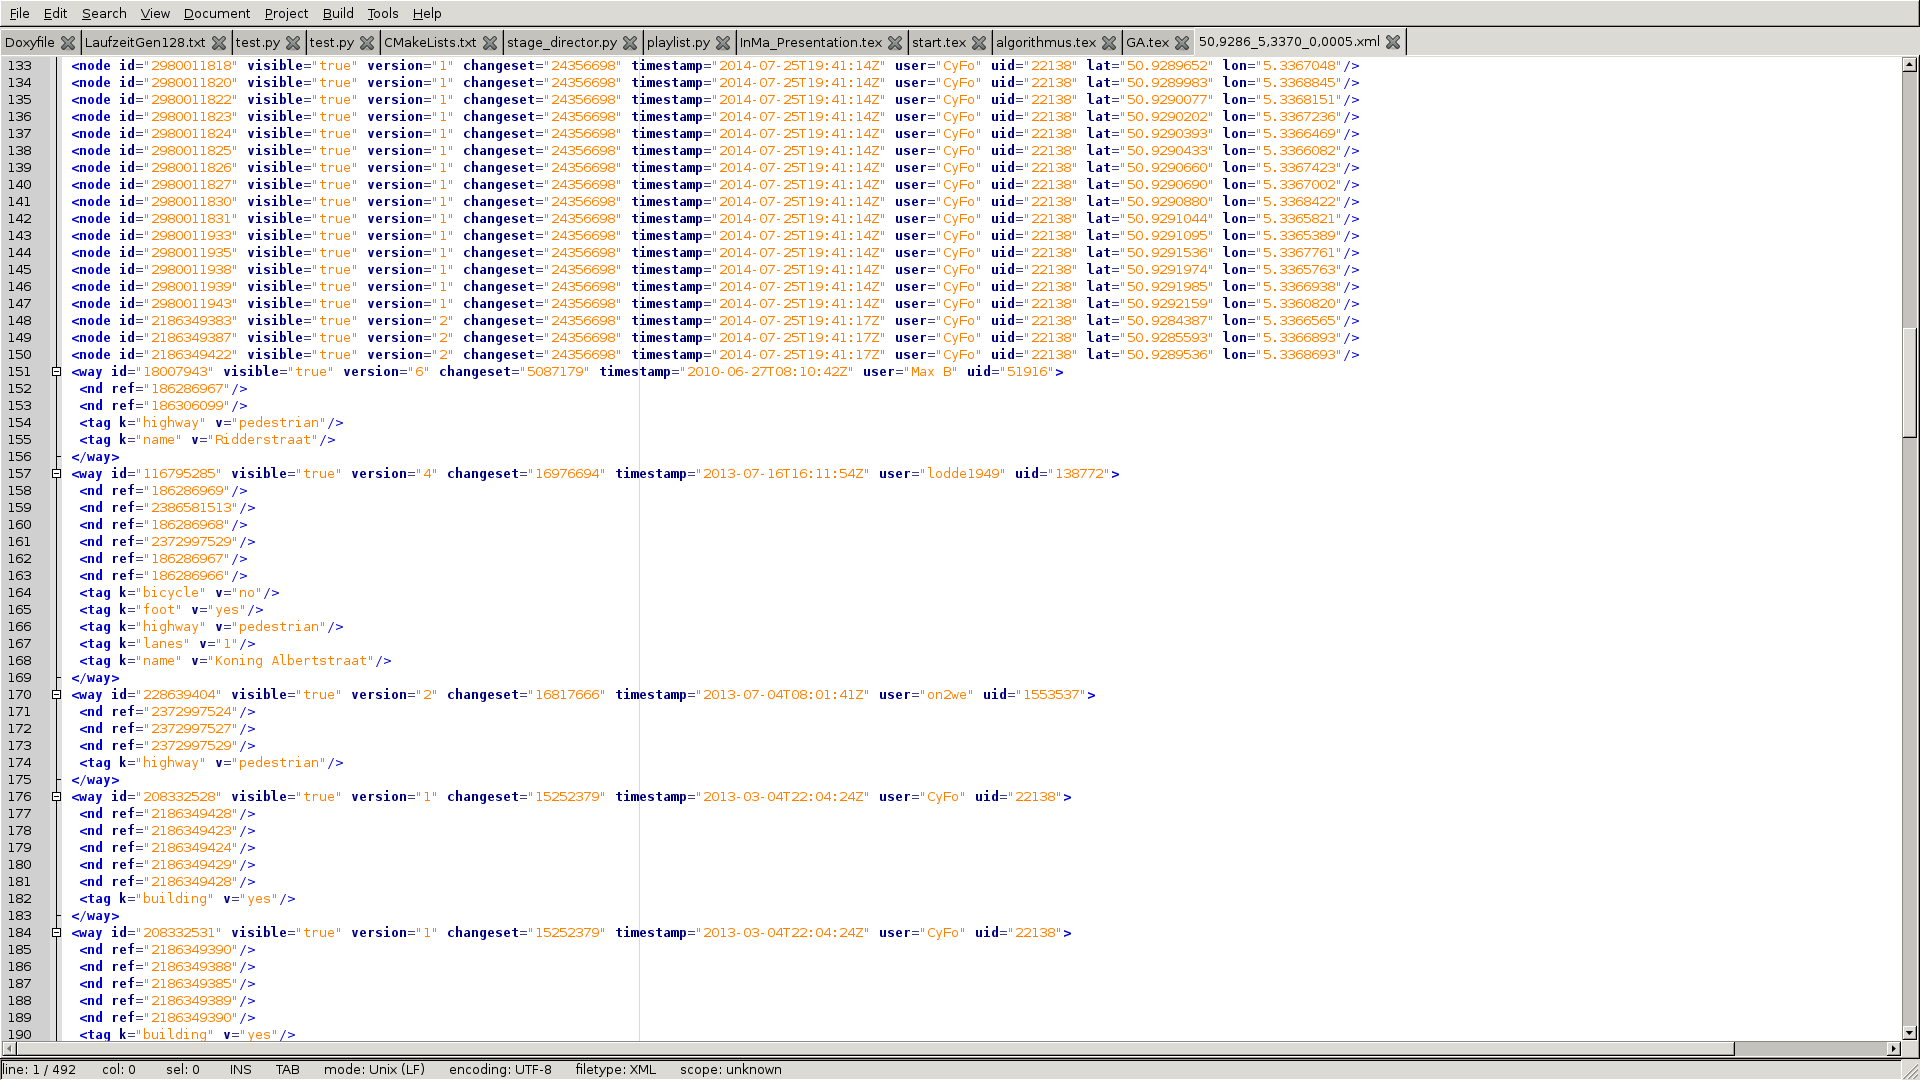 File Edit Search View Document Project Build Tools Help
Doxyfile LaufzeitGen128.txt test.py test.py CMakeLists.txt stage_director.py playlist.py InMa_Presentation.tex start.tex algorithmus.tex GA.tex 50,9286_5,3370_0,0005.xml
133 <node id="2980011818" visible="true" version="1" changeset="24356698" timestamp="2014-07-25T19:41:14Z" user="CyFo" uid="22138" lat="50.9289652" lon="5.3367048"/>
134 <node id="2980011820" visible="true" version="1" changeset="24356698" timestamp="2014-07-25T19:41:14Z" user="CyFo" uid="22138" lat="50.9289983" lon="5.3368845"/>
135 <node id="2980011822" visible="true" version="1" changeset="24356698" timestamp="2014-07-25T19:41:14Z" user="CyFo" uid="22138" lat="50.9290077" lon="5.3368151"/>
136 <node id="2980011823" visible="true" version="1" changeset="24356698" timestamp="2014-07-25T19:41:14Z" user="CyFo" uid="22138" lat="50.9290202" lon="5.3367236"/>
137 <node id="2980011824" visible="true" version="1" changeset="24356698" timestamp="2014-07-25T19:41:14Z" user="CyFo" uid="22138" lat="50.9290393" lon="5.3366469"/>
138 <node id="2980011825" visible="true" version="1" changeset="24356698" timestamp="2014-07-25T19:41:14Z" user="CyFo" uid="22138" lat="50.9290433" lon="5.3366082"/>
139 <node id="2980011826" visible="true" version="1" changeset="24356698" timestamp="2014-07-25T19:41:14Z" user="CyFo" uid="22138" lat="50.9290660" lon="5.3367423"/>
140 <node id="2980011827" visible="true" version="1" changeset="24356698" timestamp="2014-07-25T19:41:14Z" user="CyFo" uid="22138" lat="50.9290690" lon="5.3367002"/>
141 <node id="2980011830" visible="true" version="1" changeset="24356698" timestamp="2014-07-25T19:41:14Z" user="CyFo" uid="22138" lat="50.9290880" lon="5.3368422"/>
142 <node id="2980011831" visible="true" version="1" changeset="24356698" timestamp="2014-07-25T19:41:14Z" user="CyFo" uid="22138" lat="50.9291044" lon="5.3365821"/>
143 <node id="2980011933" visible="true" version="1" changeset="24356698" timestamp="2014-07-25T19:41:14Z" user="CyFo" uid="22138" lat="50.9291095" lon="5.3365389"/>
144 <node id="2980011935" visible="true" version="1" changeset="24356698" timestamp="2014-07-25T19:41:14Z" user="CyFo" uid="22138" lat="50.9291536" lon="5.3367761"/>
145 <node id="2980011938" visible="true" version="1" changeset="24356698" timestamp="2014-07-25T19:41:14Z" user="CyFo" uid="22138" lat="50.9291974" lon="5.3365763"/>
146 <node id="2980011939" visible="true" version="1" changeset="24356698" timestamp="2014-07-25T19:41:14Z" user="CyFo" uid="22138" lat="50.9291985" lon="5.3366938"/>
147 <node id="2980011943" visible="true" version="1" changeset="24356698" timestamp="2014-07-25T19:41:14Z" user="CyFo" uid="22138" lat="50.9292159" lon="5.3360820"/>
148 <node id="2186349383" visible="true" version="2" changeset="24356698" timestamp="2014-07-25T19:41:17Z" user="CyFo" uid="22138" lat="50.9284387" lon="5.3366565"/>
149 <node id="2186349387" visible="true" version="2" changeset="24356698" timestamp="2014-07-25T19:41:17Z" user="CyFo" uid="22138" lat="50.9285593" lon="5.3366893"/>
150 <node id="2186349422" visible="true" version="2" changeset="24356698" timestamp="2014-07-25T19:41:17Z" user="CyFo" uid="22138" lat="50.9289536" lon="5.3368693"/>
151 <way id="18007943" visible="true" version="6" changeset="5087179" timestamp="2010-06-27T08:10:42Z" user="Max B" uid="51916">
152 <nd ref="186286967"/>
153 <nd ref="186306099"/>
154 <tag k="highway" v="pedestrian"/>
155 <tag k="name" v="Ridderstraat"/>
156 </way>
157 <way id="116795285" visible="true" version="4" changeset="16976694" timestamp="2013-07-16T16:11:54Z" user="lodde1949" uid="138772">
158 <nd ref="186286969"/>
159 <nd ref="2386581513"/>
160 <nd ref="186286968"/>
161 <nd ref="2372997529"/>
162 <nd ref="186286967"/>
163 <nd ref="186286966"/>
164 <tag k="bicycle" v="no"/>
165 <tag k="foot" v="yes"/>
166 <tag k="highway" v="pedestrian"/>
167 <tag k="lanes" v="1"/>
168 <tag k="name" v="Koning Albertstraat"/>
169 </way>
170 <way id="228639404" visible="true" version="2" changeset="16817666" timestamp="2013-07-04T08:01:41Z" user="on2we" uid="1553537">
171 <nd ref="2372997524"/>
172 <nd ref="2372997527"/>
173 <nd ref="2372997529"/>
174 <tag k="highway" v="pedestrian"/>
175 </way>
176 <way id="208332528" visible="true" version="1" changeset="15252379" timestamp="2013-03-04T22:04:24Z" user="CyFo" uid="22138">
177 <nd ref="2186349428"/>
178 <nd ref="2186349423"/>
179 <nd ref="2186349424"/>
180 <nd ref="2186349429"/>
181 <nd ref="2186349428"/>
182 <tag k="building" v="yes"/>
183 </way>
184 <way id="208332531" visible="true" version="1" changeset="15252379" timestamp="2013-03-04T22:04:24Z" user="CyFo" uid="22138">
185 <nd ref="2186349390"/>
186 <nd ref="2186349388"/>
187 <nd ref="2186349385"/>
188 <nd ref="2186349389"/>
189 <nd ref="2186349390"/>
190 <tag k="building" v="yes"/>
line: 1 / 492 col: 0 sel: 0 INS TAB mode: Unix (LF) encoding: UTF-8 filetype: XML scope: unknown